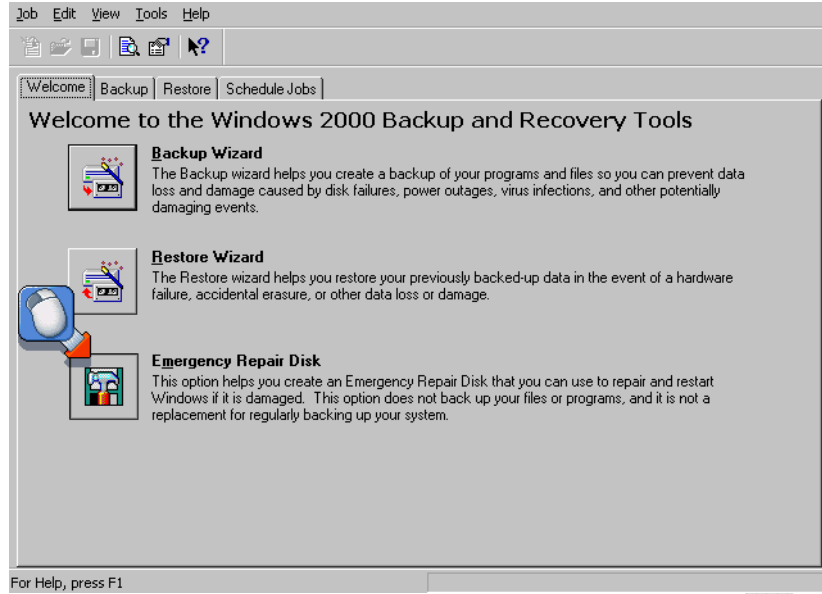 Job Edit View Tools Help
Welcome Backup Restore Schedule Jobs
Welcome to the Windows 2000 Backup and Recovery Tools
Backup Wizard
The Backup wizard helps you create a backup of your programs and files so you can prevent data
loss and damage caused by disk failures, power outages, virus infections, and other potentially
damaging events.
Restore Wizard
The Restore wizard helps you restore your previously backed-up data in the event of a hardware
failure, accidental erasure, or other data loss or damage.
Emergency Repair Disk
This option helps you create an Emergency Repair Disk that you can use to repair and restart
Windows if it is damaged.  This option does not back up your files or programs, and it is not a
replacement for regularly backing up your system.
For Help, press F1